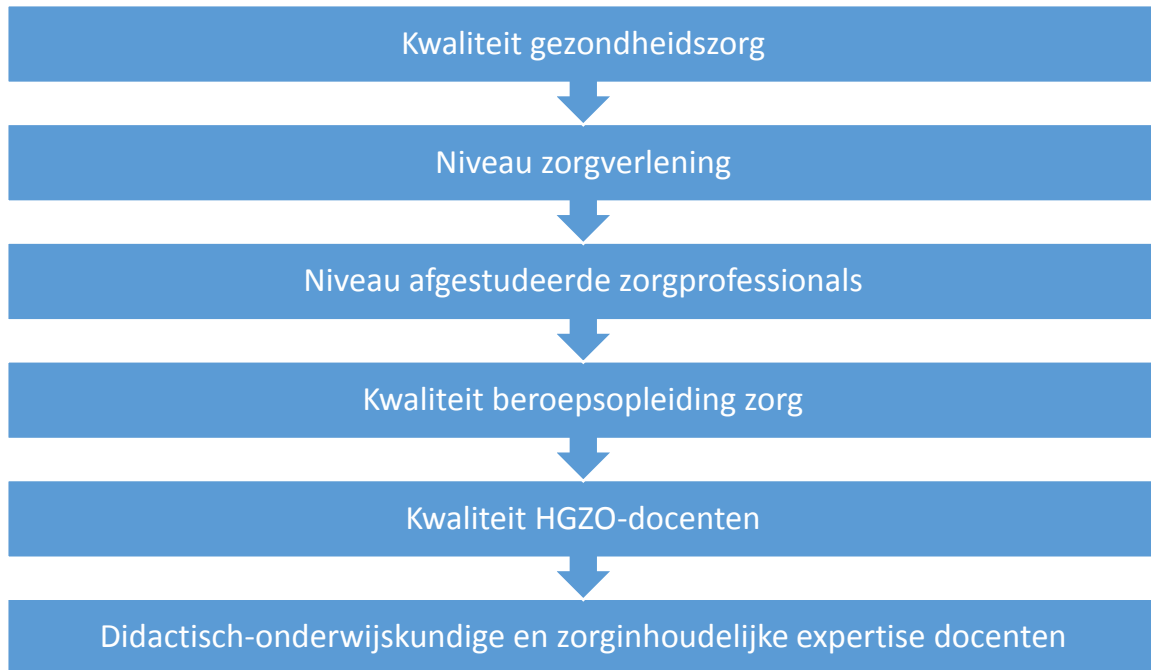 Kwaliteit gezondheidszorg
Niveau zorgverlening
Niveau afgestudeerde zorgprofessionals
Kwaliteit beroepsopleiding zorg
Kwaliteit HGZO-docenten
Didactisch-onderwijskundige en zorginhoudelijke expertise docenten